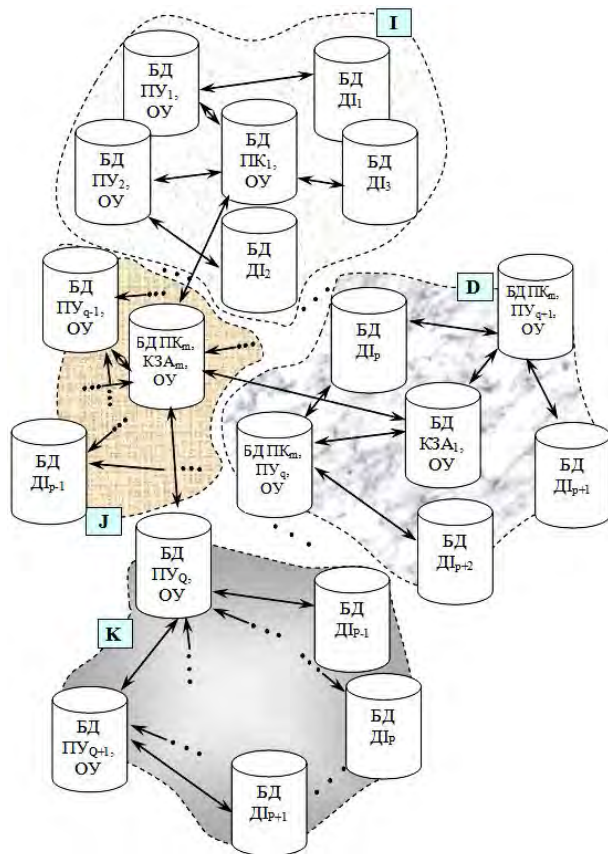 I
БД
ПУ₁,
ОУ
БД
ДІ₁
БД
ПК₁,
ОУ
БД
ПУ₂,
ОУ
БД
ДІ₃
БД
ДІ₂
БД
ПУq-1,
ОУ
D
БД ПКm,
ПУq+1,
ОУ
БД ПКm,
КЗАm,
ОУ
БД
ДІp
БД
КЗА₁,
ОУ
БД ПКm,
ПУq,
ОУ
БД
ДІp-1
БД
ДІp+1
J
БД
ДІp+2
БД
ПУQ,
ОУ
БД
ДІP-1
K
БД
ПУQ+1,
ОУ
БД
ДІP
БД
ДІP+1